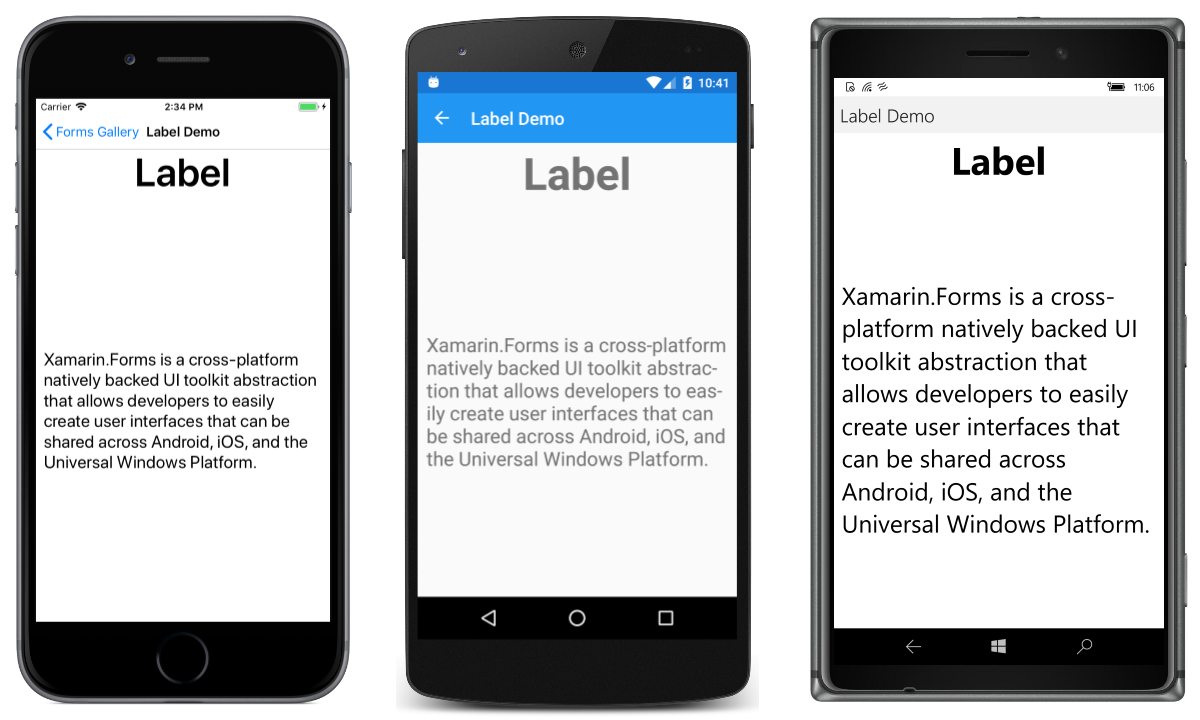 Carrier 2:34 PM
Forms Gallery Label Demo
Label
Xamarin.Forms is a cross-platform
natively backed UI toolkit abstraction
that allows developers to easily
create user interfaces that can be
shared across Android, iOS, and the
Universal Windows Platform.
10:41
Label Demo
Label
Xamarin.Forms is a cross-platform
natively backed UI toolkit abstrac-
tion that allows developers to eas-
ily create user interfaces that can
be shared across Android, iOS, and
the Universal Windows Platform.
11:06
Label Demo
Label
Xamarin.Forms is a cross-
platform natively backed UI
toolkit abstraction that
allows developers to easily
create user interfaces that
can be shared across
Android, iOS, and the
Universal Windows Platform.